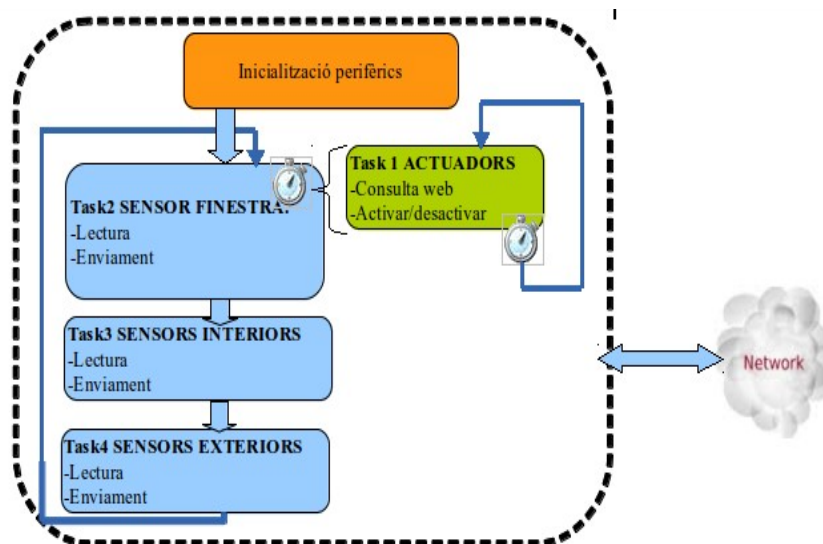 Inicialització perifèrics
Task 1 ACTUADORS
-Consulta web
-Activar/desactivar
Task2 SENSOR FINESTRA.
-Lectura
-Enviament
Task3 SENSORS INTERIORS
-Lectura
-Enviament
Task4 SENSORS EXTERIORS
-Lectura
-Enviament
Network